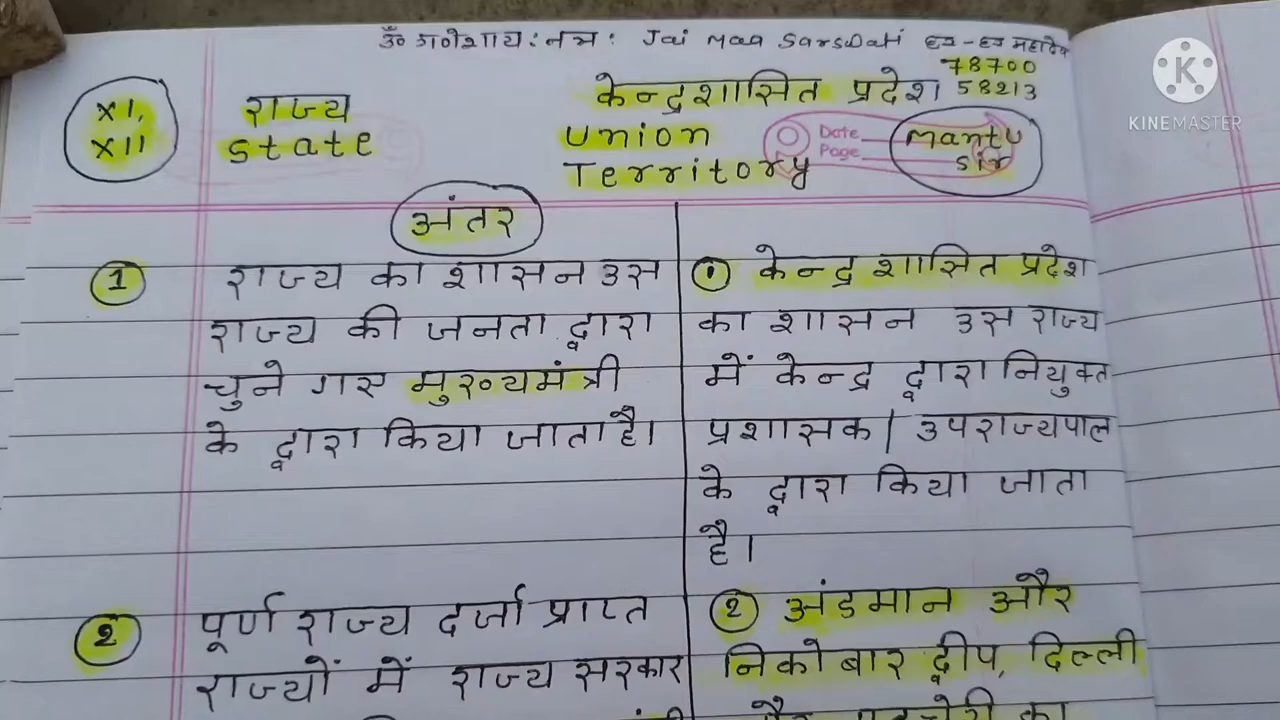 ॐ गणेशाय: नम: Jai Maa Sarswati हर-हर महादेव
78700
58213
XI,
XII
राज्य
State
केन्द्रशासित प्रदेश
Union
Territory
Date
Page
Mantu
Sir
KINEMASTER
अंतर
1 राज्य का शासन उस
राज्य की जनता द्वारा
चुने गए मुख्यमंत्री
के द्वारा किया जाता है।
1 केन्द्र शासित प्रदेश
का शासन उस राज्य
में केन्द्र द्वारा नियुक्त
प्रशासक / उपराज्यपाल
के द्वारा किया जाता
है।
2 पूर्ण राज्य दर्जा प्राप्त
राज्यों में राज्य सरकार
2 अंडमान और
निकोबार द्वीप, दिल्ली